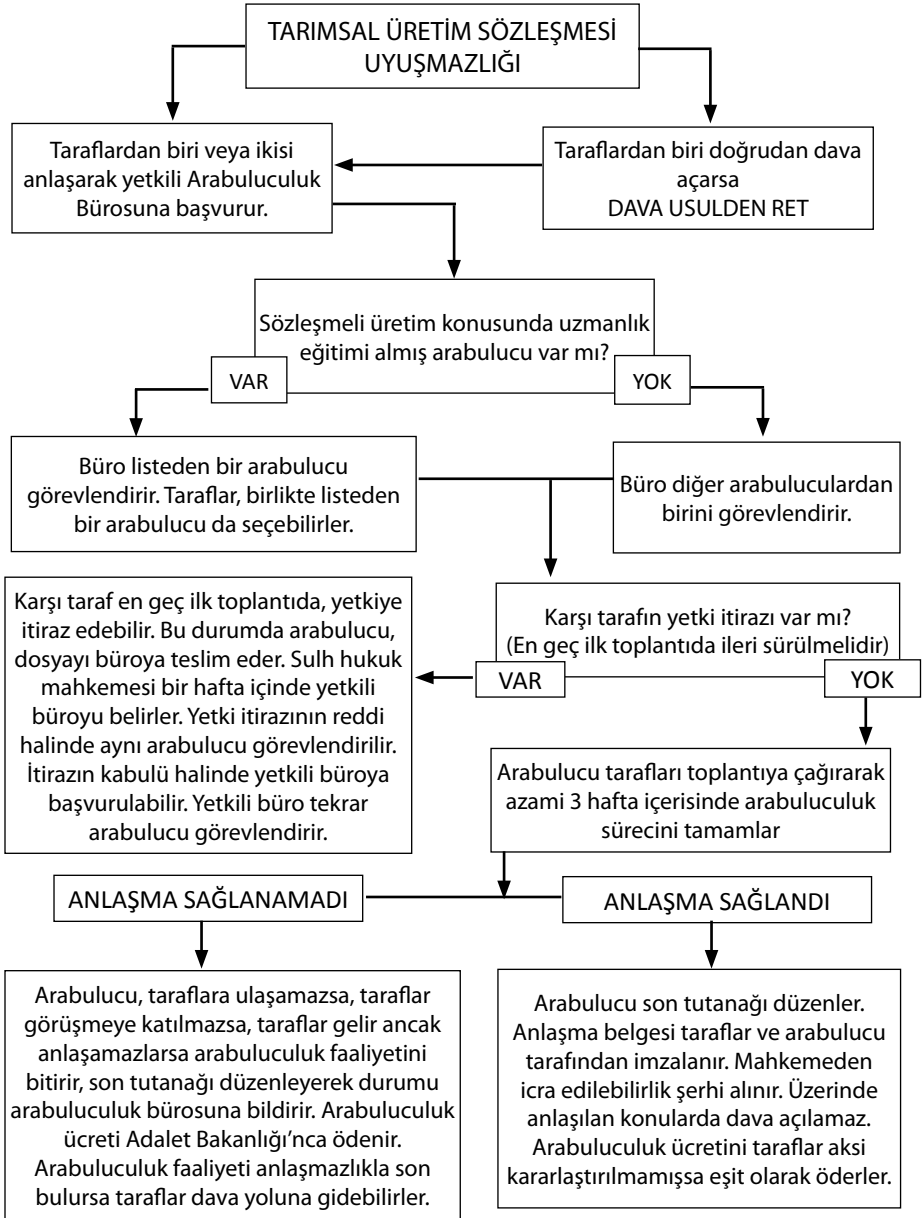 TARIMSAL ÜRETİM SÖZLEŞMESİ
UYUŞMAZLIĞI
Taraflardan biri veya ikisi
anlaşarak yetkili Arabuluculuk
Bürosuna başvurur.
Taraflardan biri doğrudan dava
açarsa
DAVA USULDEN RET
Sözleşmeli üretim konusunda uzmanlık
eğitimi almış arabulucu var mı?
VAR
YOK
Büro listeden bir arabulucu
görevlendirir. Taraflar, birlikte listeden
bir arabulucu da seçebilirler.
Büro diğer arabuluculardan
birini görevlendirir.
Karşı tarafın yetki itirazı var mı?
(En geç ilk toplantıda ileri sürülmelidir)
VAR
YOK
Karşı taraf en geç ilk toplantıda, yetkiye
itiraz edebilir. Bu durumda arabulucu,
dosyayı büroya teslim eder. Sulh hukuk
mahkemesi bir hafta içinde yetkili
büroyu belirler. Yetki itirazının reddi
halinde aynı arabulucu görevlendirilir.
İtirazın kabulü halinde yetkili büroya
başvurulabilir. Yetkili büro tekrar
arabulucu görevlendirir.
Arabulucu tarafları toplantıya çağırarak
azami 3 hafta içerisinde arabuluculuk
sürecini tamamlar
ANLAŞMA SAĞLANAMADI
ANLAŞMA SAĞLANDI
Arabulucu, taraflara ulaşamazsa, taraflar
görüşmeye katılmazsa, taraflar gelir ancak
anlaşamazlarsa arabuluculuk faaliyetini
bitirir, son tutanağı düzenleyerek durumu
arabuluculuk bürosuna bildirir. Arabuluculuk
ücreti Adalet Bakanlığı’nca ödenir.
Arabuluculuk faaliyeti anlaşmazlıkla son
bulursa taraflar dava yoluna gidebilirler.
Arabulucu son tutanağı düzenler.
Anlaşma belgesi taraflar ve arabulucu
tarafından imzalanır. Mahkemeden
icra edilebilirlik şerhi alınır. Üzerinde
anlaşılan konularda dava açılamaz.
Arabuluculuk ücretini taraflar aksi
kararlaştırılmamışsa eşit olarak öderler.